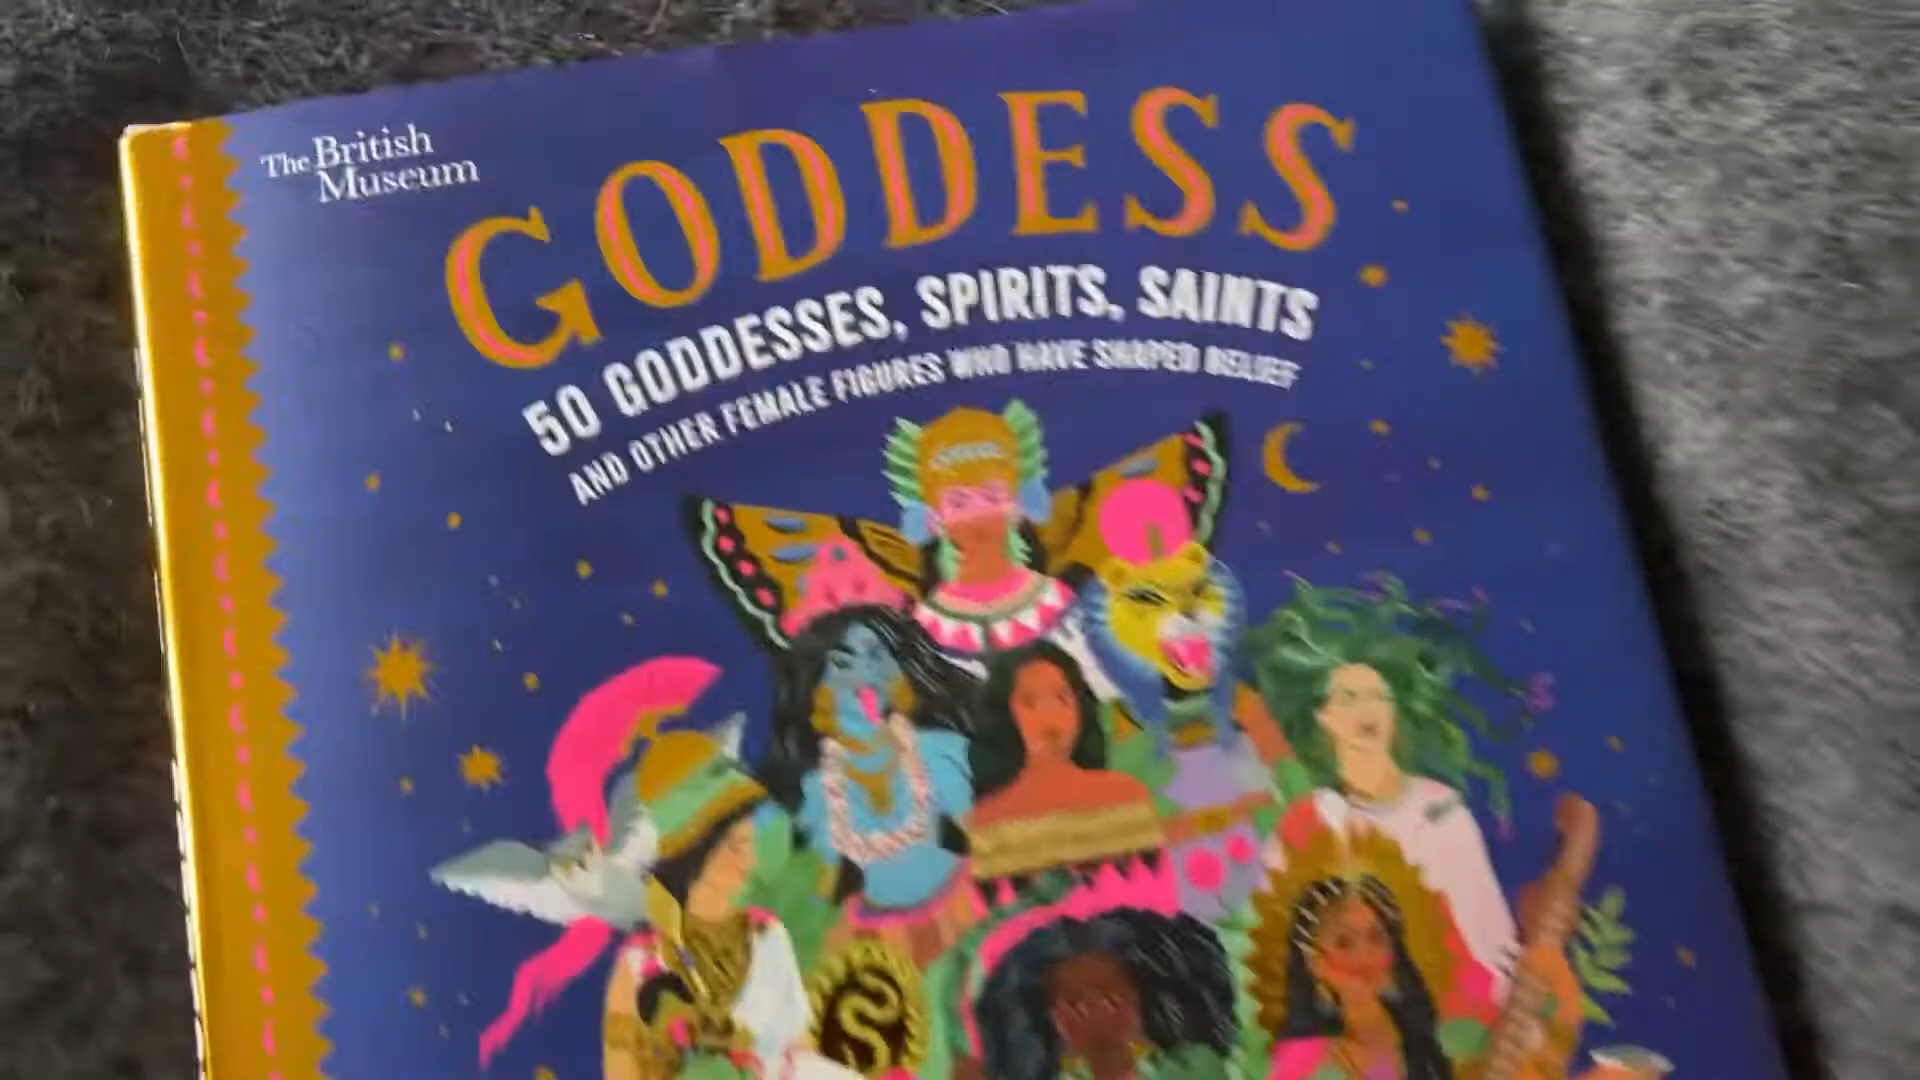 The British
Museum
GODDESS
50 GODDESSES, SPIRITS, SAINTS
AND OTHER FEMALE FIGURES WHO HAVE SHAPED BELIEF